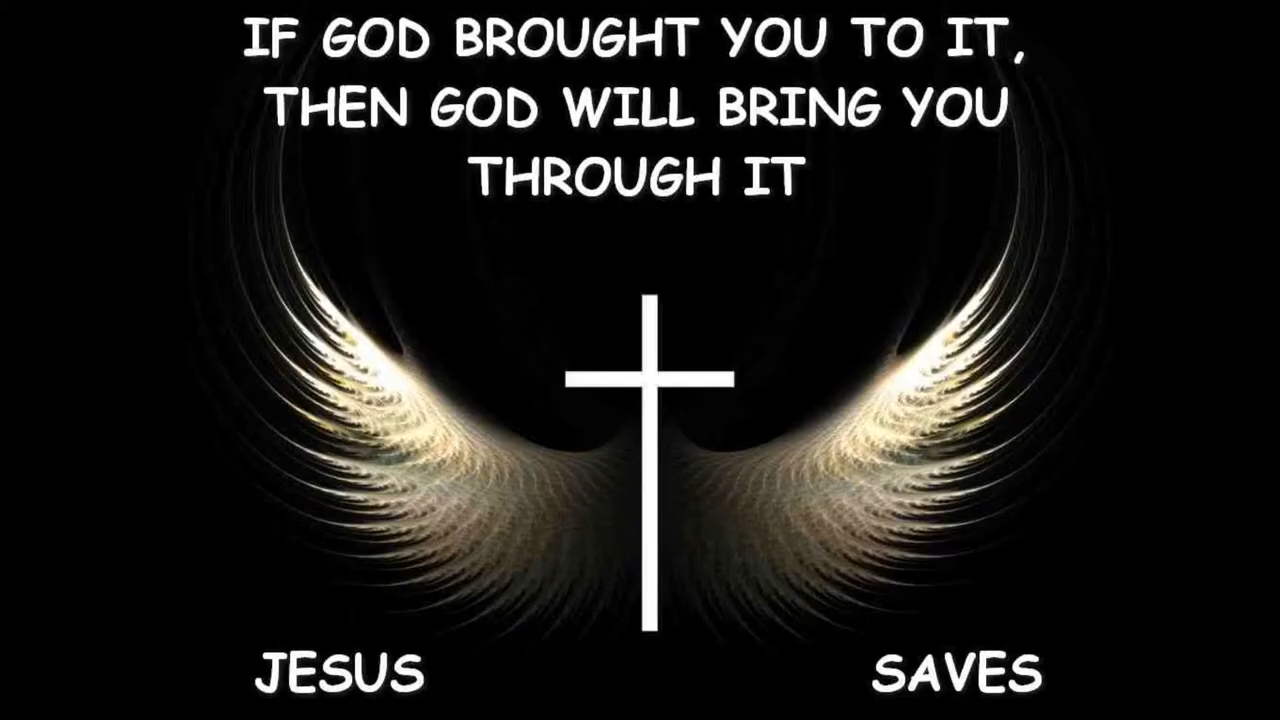 IF GOD BROUGHT YOU TO IT,
THEN GOD WILL BRING YOU
THROUGH IT
JESUS SAVES